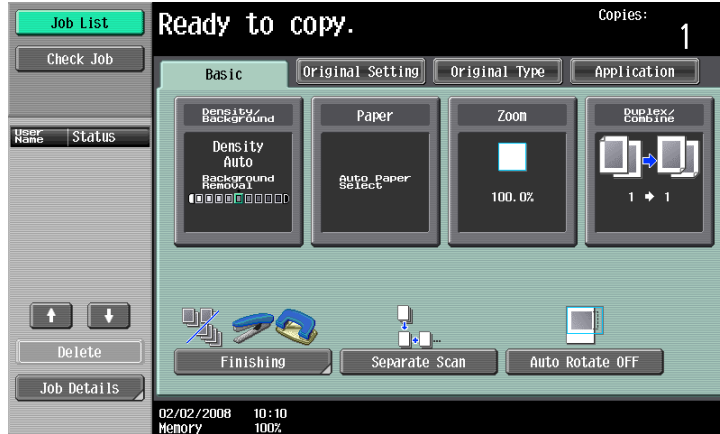 Job List
Check Job
User Name
Status
Delete
Job Details
Ready to copy.
Copies:
1
Basic
Original Setting
Original Type
Application
Density/
Background
Density
Auto
Background
Removal
Paper
Auto Paper
Select
Zoom
100.0%
Duplex/
Combine
1 → 1
Finishing
Separate Scan
Auto Rotate OFF
02/02/2008 10:10
Memory 100%